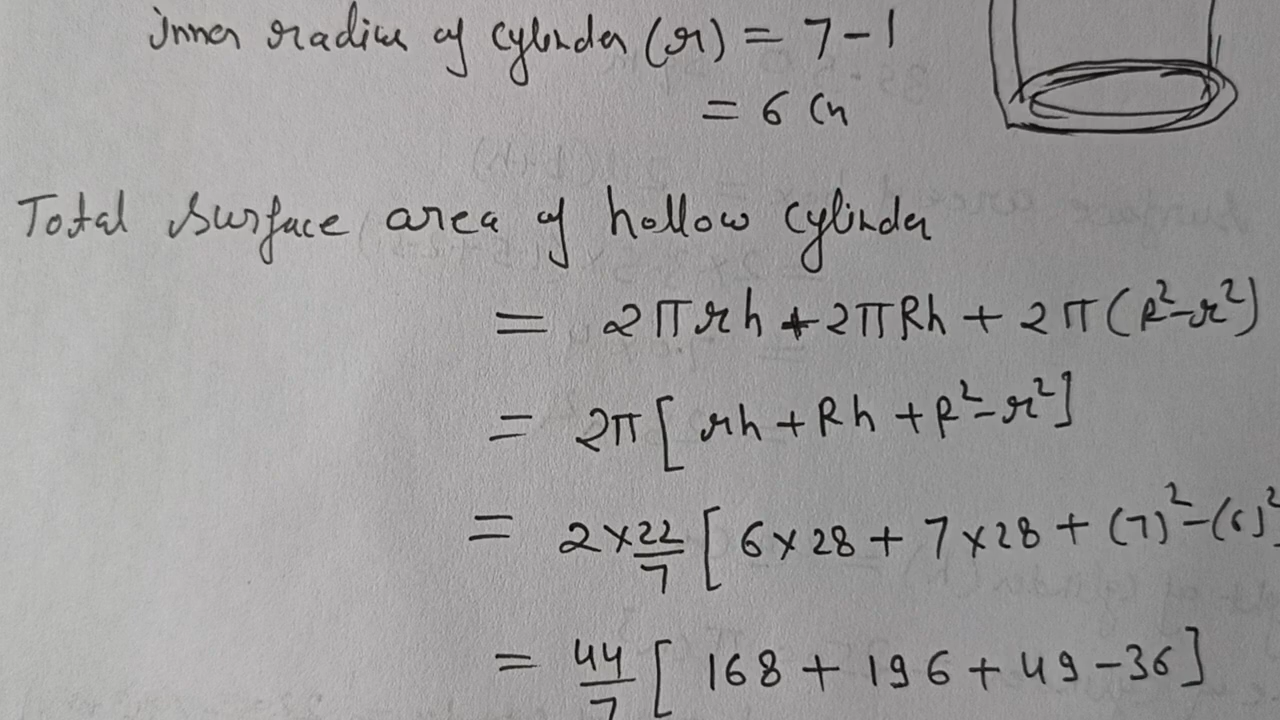 inner radius of cylinder (r) = 7 - 1
= 6 cm
Total surface area of hollow cylinder
= 2πrh + 2πRh + 2π(R²-r²)
= 2π[ rh + Rh + R²-r²]
= 2×22/7 [ 6×28 + 7×28 + (7)²-(6)²
= 44/7 [ 168 + 196 + 49 - 36]